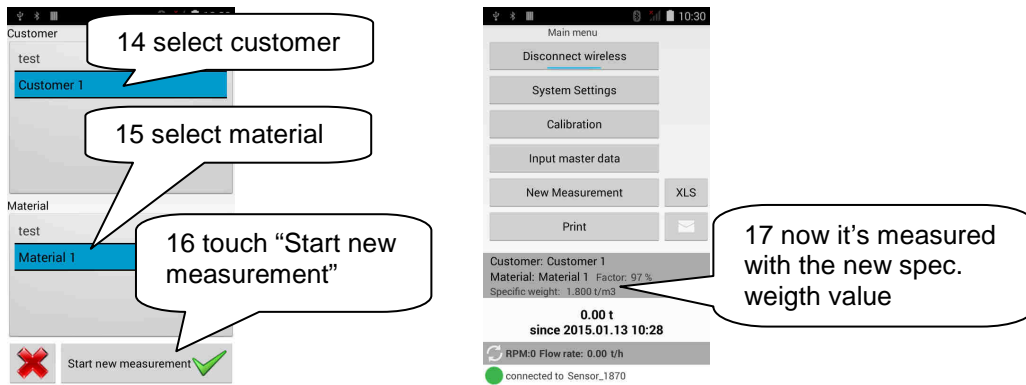 Customer
14 select customer
test
Customer 1
15 select material
Material
test
Material 1
16 touch “Start new
measurement”
Start new measurement
10:30
Main menu
Disconnect wireless
System Settings
Calibration
Input master data
New Measurement
XLS
Print
17 now it’s measured
with the new spec.
weigth value
Customer: Customer 1
Material: Material 1 Factor: 97 %
Specific weight: 1.800 t/m3
0.00 t
since 2015.01.13 10:28
RPM:0 Flow rate: 0.00 t/h
connected to Sensor_1870